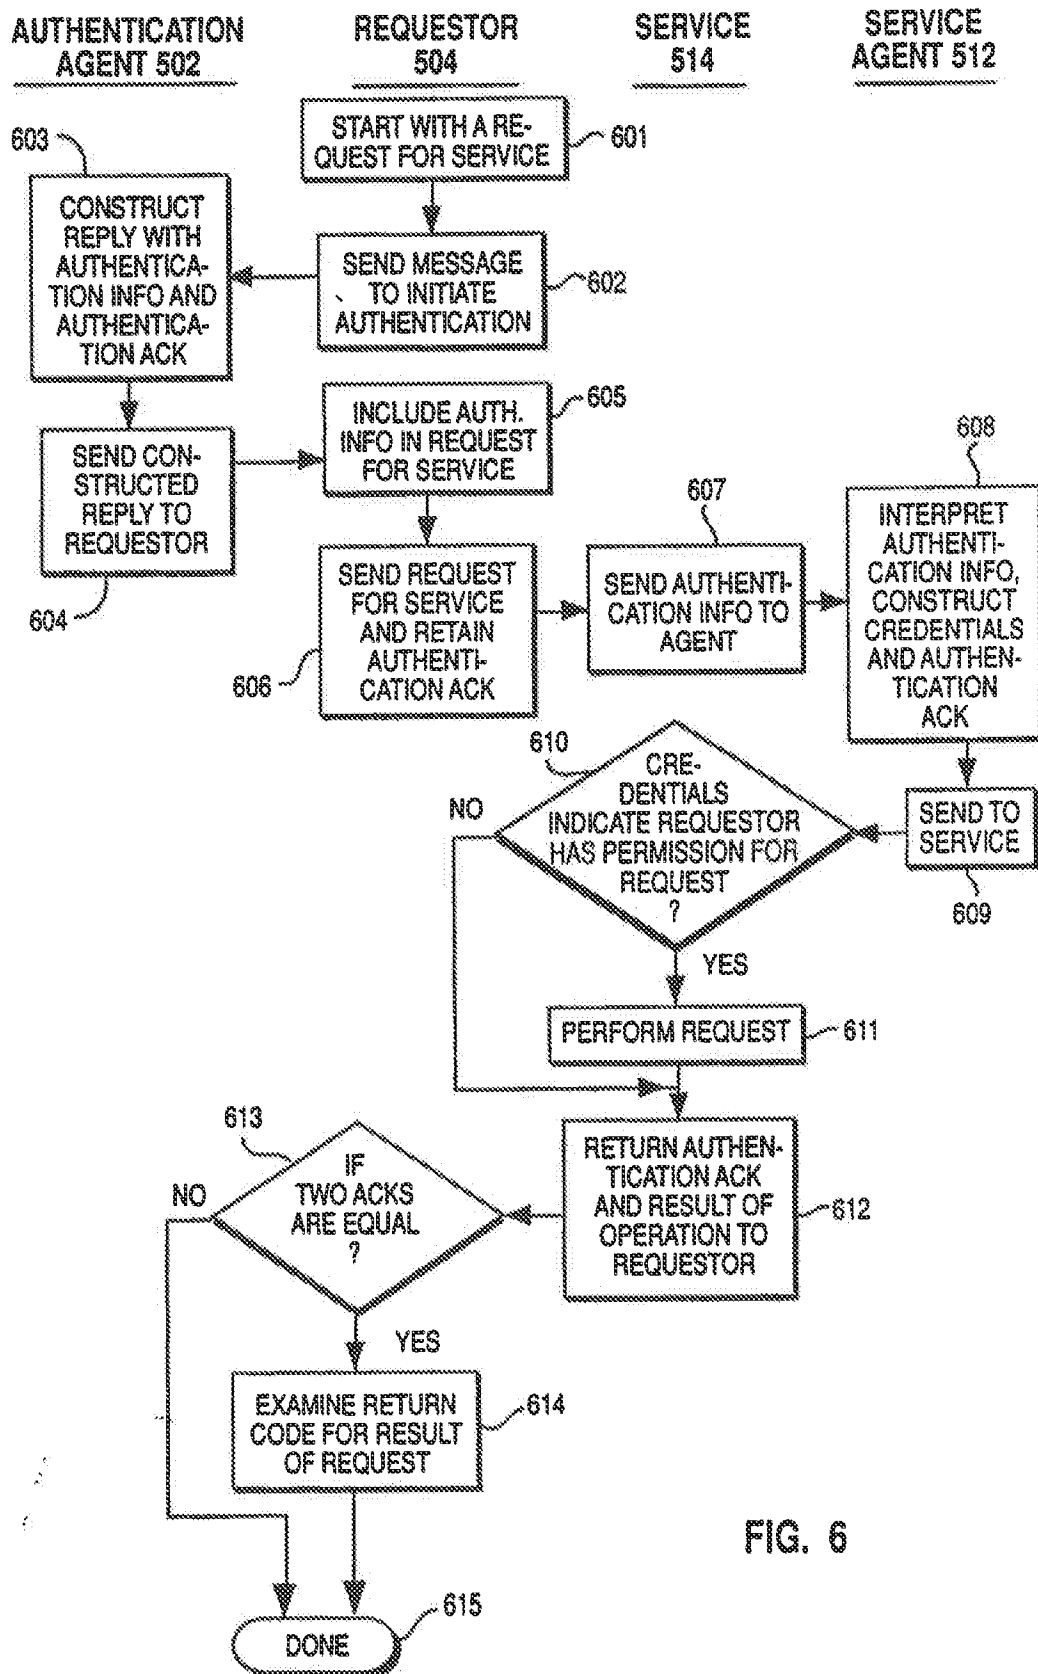 AUTHENTICATION
AGENT 502
REQUESTOR
504
SERVICE
514
SERVICE
AGENT 512
START WITH A RE-
QUEST FOR SERVICE
601
603
CONSTRUCT
REPLY WITH
AUTHENTICA-
TION INFO AND
AUTHENTICA-
TION ACK
SEND MESSAGE
TO INITIATE
AUTHENTICATION
602
SEND CON-
STRUCTED
REPLY TO
REQUESTOR
604
INCLUDE AUTH.
INFO IN REQUEST
FOR SERVICE
605
SEND REQUEST
FOR SERVICE
AND RETAIN
AUTHENTI-
CATION ACK
606
607
SEND AUTHENTI-
CATION INFO TO
AGENT
608
INTERPRET
AUTHENTI-
CATION INFO,
CONSTRUCT
CREDENTIALS
AND AUTHEN-
TICATION
ACK
610
NO
CRE-
DENTIALS
INDICATE REQUESTOR
HAS PERMISSION FOR
REQUEST
?
SEND TO
SERVICE
609
YES
PERFORM REQUEST
611
613
NO
IF
TWO ACKS
ARE EQUAL
?
RETURN AUTHEN-
TICATION ACK
AND RESULT OF
OPERATION TO
REQUESTOR
612
YES
EXAMINE RETURN
CODE FOR RESULT
OF REQUEST
614
FIG. 6
DONE
615